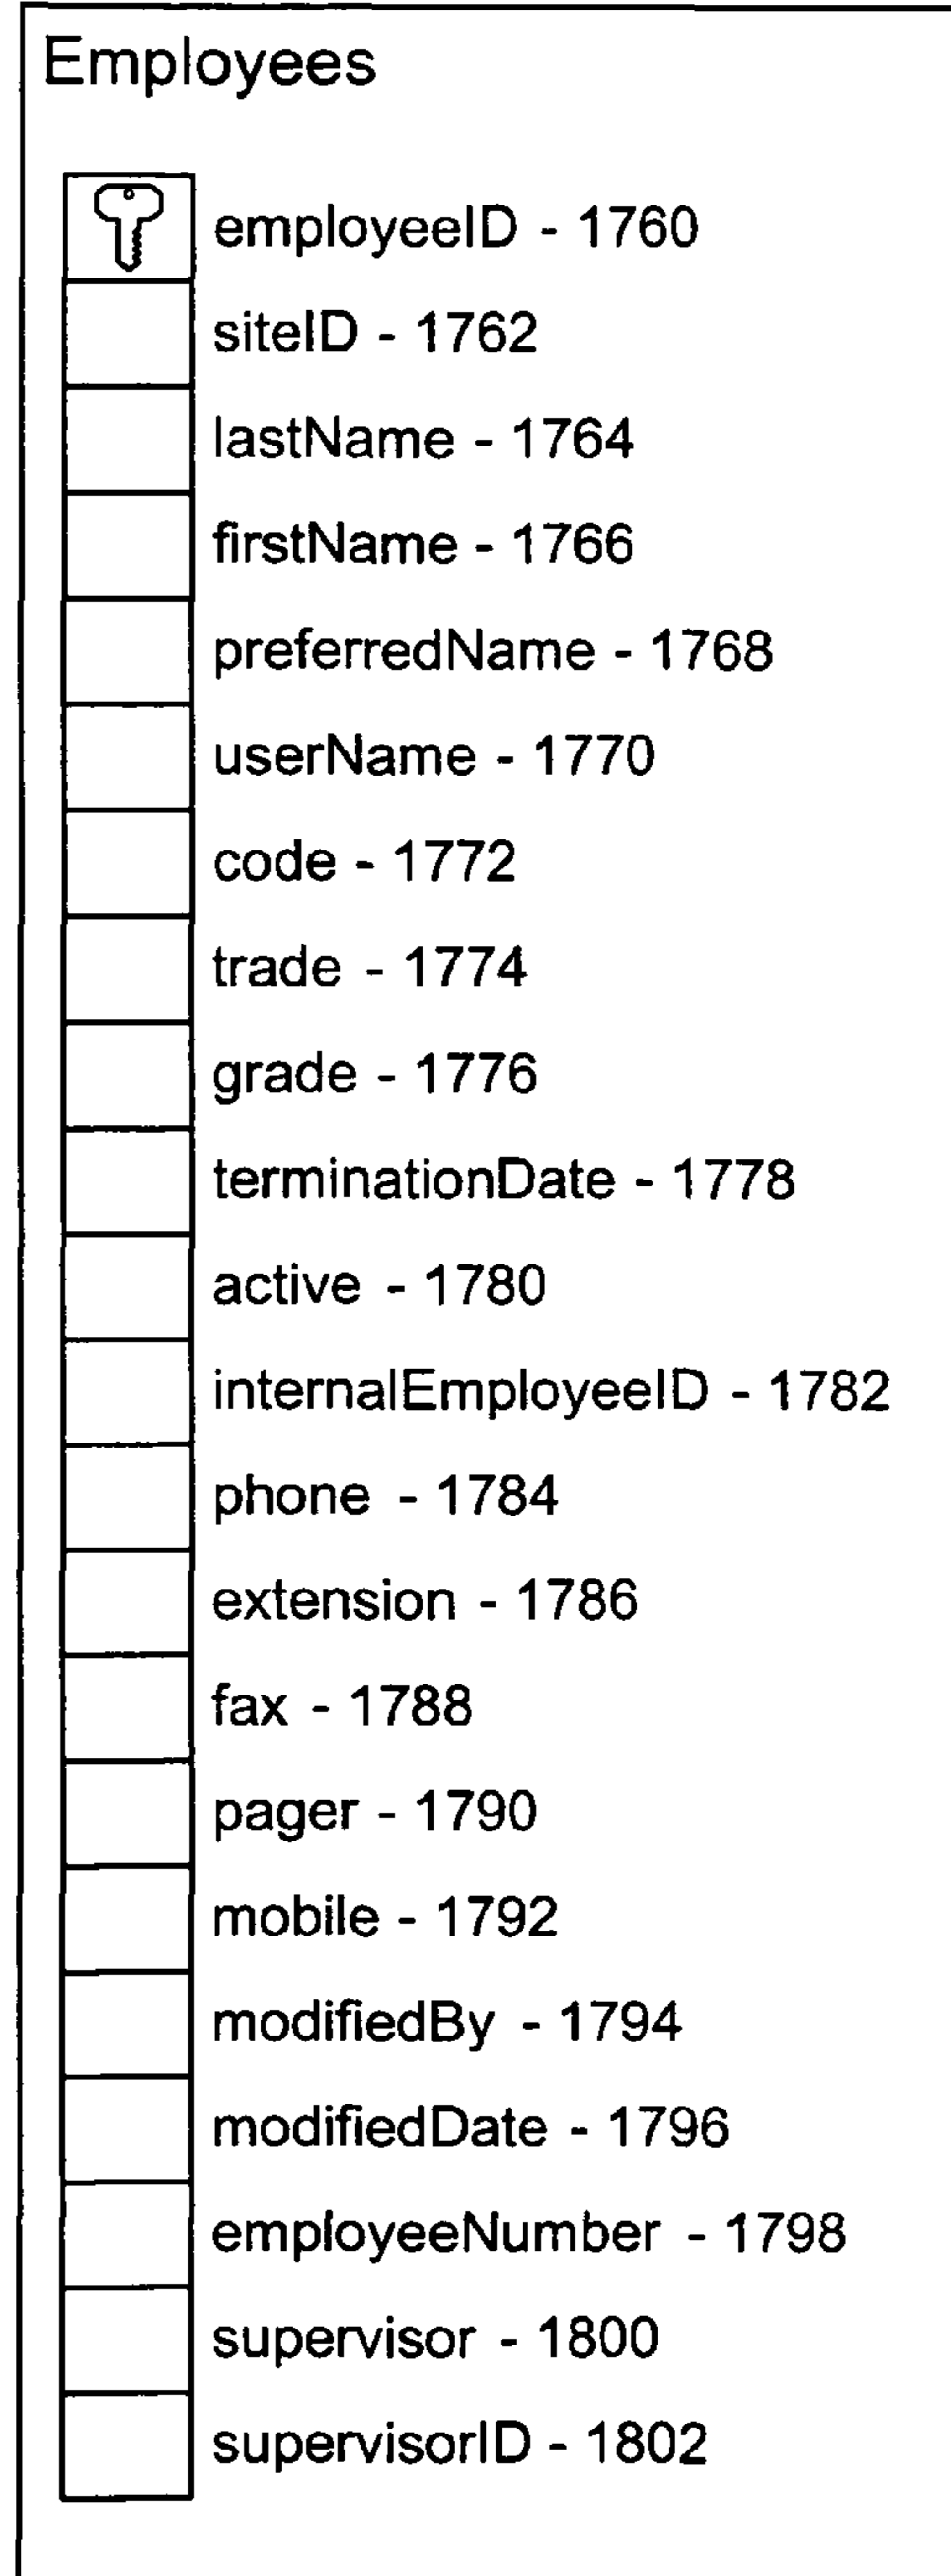 Employees
employeeID - 1760
siteID - 1762
lastName - 1764
firstName - 1766
preferredName - 1768
userName - 1770
code - 1772
trade - 1774
grade - 1776
terminationDate - 1778
active - 1780
internalEmployeeID - 1782
phone - 1784
extension - 1786
fax - 1788
pager - 1790
mobile - 1792
modifiedBy - 1794
modifiedDate - 1796
employeeNumber - 1798
supervisor - 1800
supervisorID - 1802